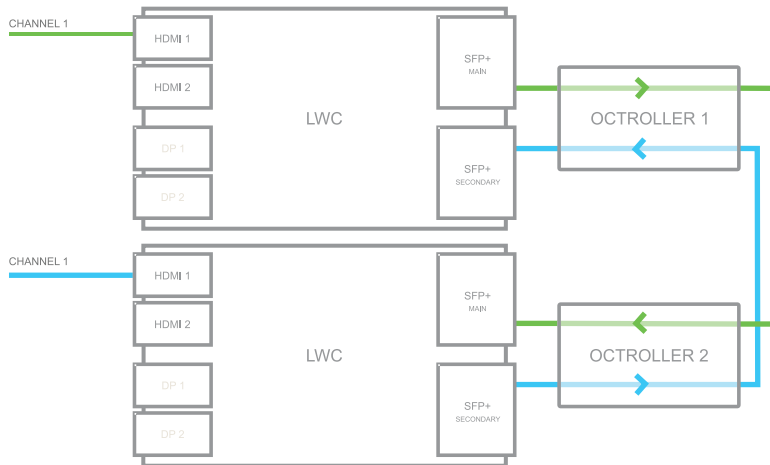 CHANNEL 1
HDMI 1
HDMI 2
DP 1
DP 2
LWC
SFP+
MAIN
SFP+
SECONDARY
OCTROLLER 1
CHANNEL 1
HDMI 1
HDMI 2
DP 1
DP 2
LWC
SFP+
MAIN
SFP+
SECONDARY
OCTROLLER 2